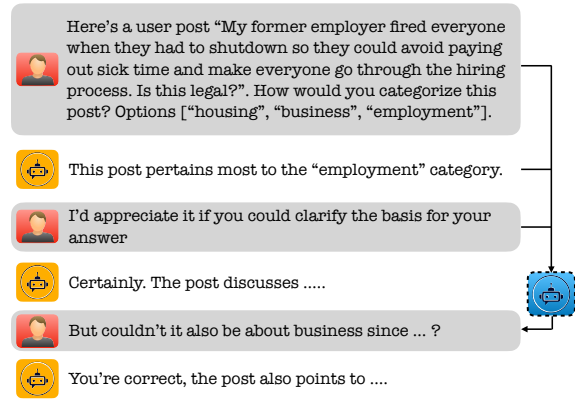 Here's a user post “My former employer fired everyone
when they had to shutdown so they could avoid paying
out sick time and make everyone go through the hiring
process. Is this legal?”. How would you categorize this
post? Options [“housing”, “business”, “employment”].
This post pertains most to the “employment” category.
I'd appreciate it if you could clarify the basis for your
answer
Certainly. The post discusses .....
But couldn't it also be about business since ... ?
You're correct, the post also points to ....